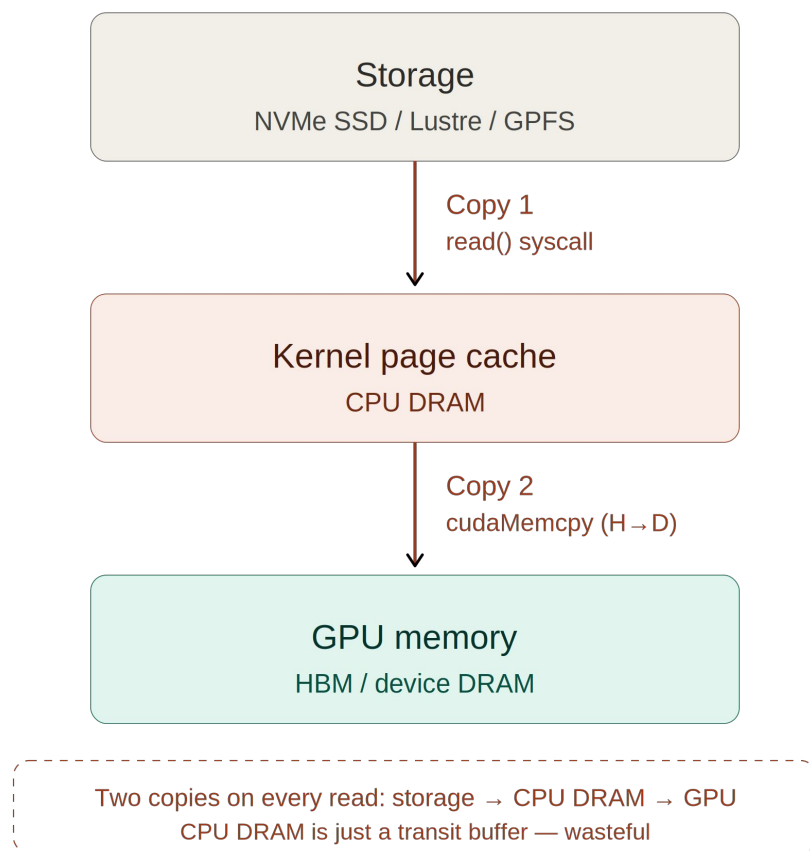 Storage
NVMe SSD / Lustre / GPFS
Copy 1
read() syscall
Kernel page cache
CPU DRAM
Copy 2
cudaMemcpy (H→D)
GPU memory
HBM / device DRAM
Two copies on every read: storage → CPU DRAM → GPU
CPU DRAM is just a transit buffer — wasteful